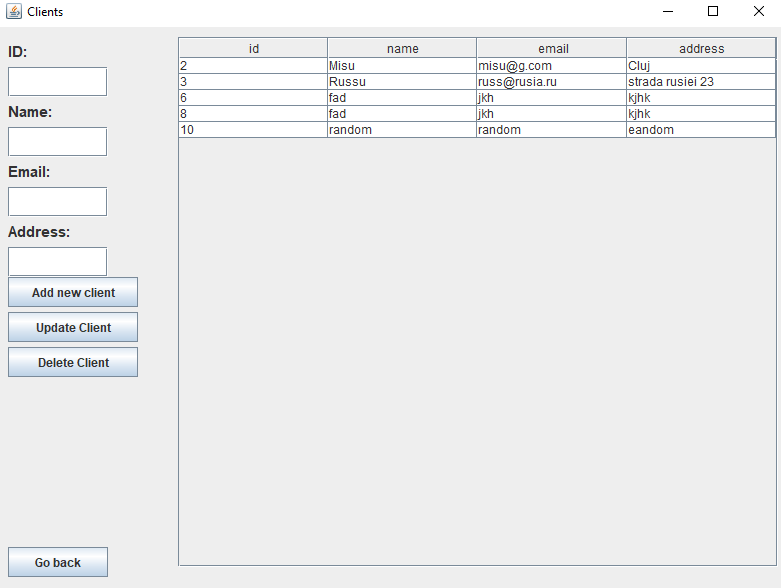 Clients
ID:
Name:
Email:
Address:
Add new client
Update Client
Delete Client
Go back
id name email address
2 Misu misu@g.com Cluj
3 Russu russ@rusia.ru strada rusiei 23
6 fad jkh kjhk
8 fad jkh kjhk
10 random random eandom